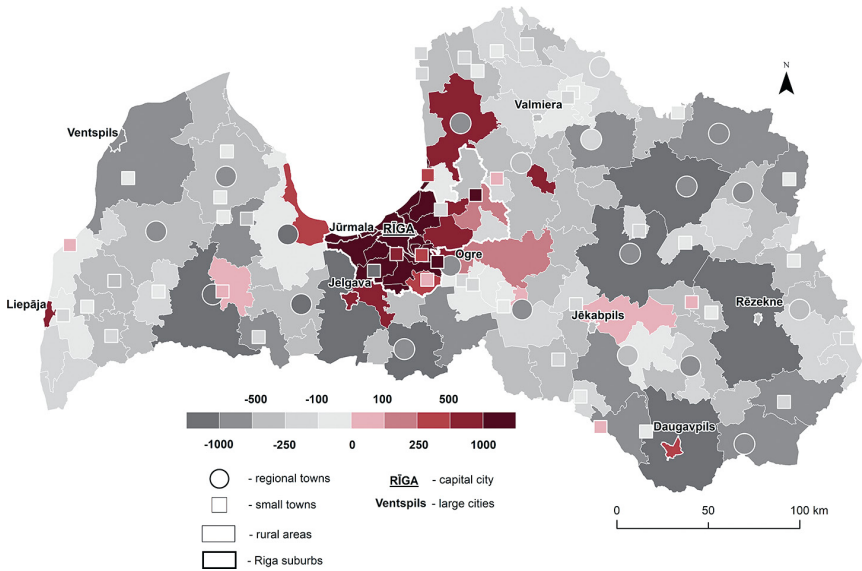 N
Valmiera
Ventspils
Jūrmala
RĪGA
Ogre
Jelgava
Liepāja
Jēkabpils
Rēzekne
Daugavpils
-500 -100 100 500
-1000 -250 0 250 1000
- regional towns
- small towns
- rural areas
- Riga suburbs
RĪGA - capital city
Ventspils - large cities
0 50 100 km